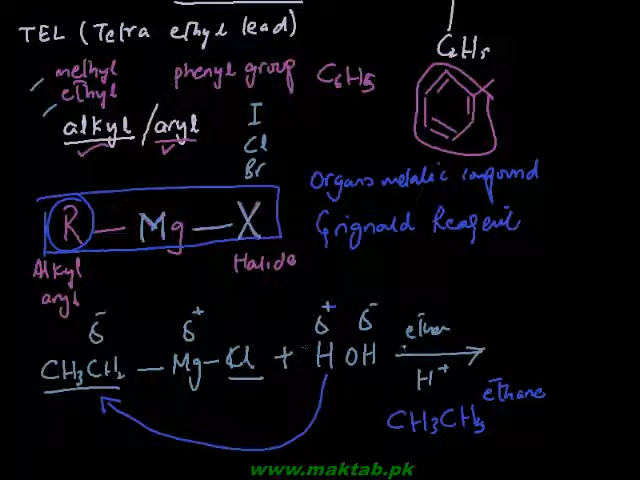 TEL (Tetra ethyl lead)
C2H5
methyl phenyl group C6H5
ethyl
alkyl / aryl
I
Cl
Br
Organo metalic compound
R — Mg — X
Grignald Reagent
Alkyl
aryl
Halide
δ- δ+ δ+ δ-
CH3CH2 — Mg — Cl + H OH ether
H+
CH3CH3 ethane
www.maktab.pk